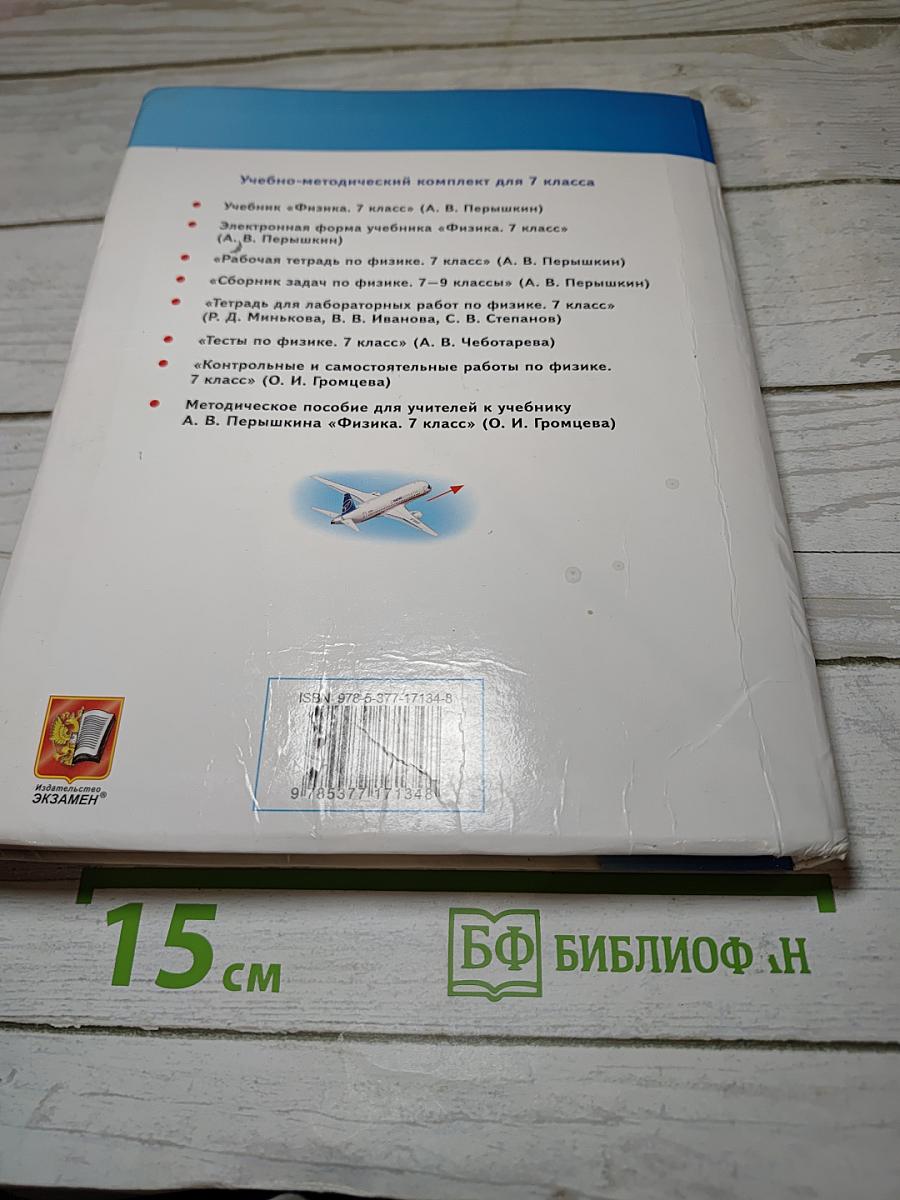 Учебно-методический комплект для 7 класса
Учебник «Физика. 7 класс» (А. В. Перышкин)
Электронная форма учебника «Физика. 7 класс»
(А. В. Перышкин)
«Рабочая тетрадь по физике. 7 класс» (А. В. Перышкин)
«Сборник задач по физике. 7—9 классы» (А. В. Перышкин)
«Тетрадь для лабораторных работ по физике. 7 класс»
(Р. Д. Минькова, В. В. Иванова, С. В. Степанов)
«Тесты по физике. 7 класс» (А. В. Чеботарева)
«Контрольные и самостоятельные работы по физике.
7 класс» (О. И. Громцева)
Методическое пособие для учителей к учебнику
А. В. Перышкина «Физика. 7 класс» (О. И. Громцева)
ISBN 978-5-377-17134-8
9 785377 171348
Издательство
ЭКЗАМЕН®
15 см
БФ